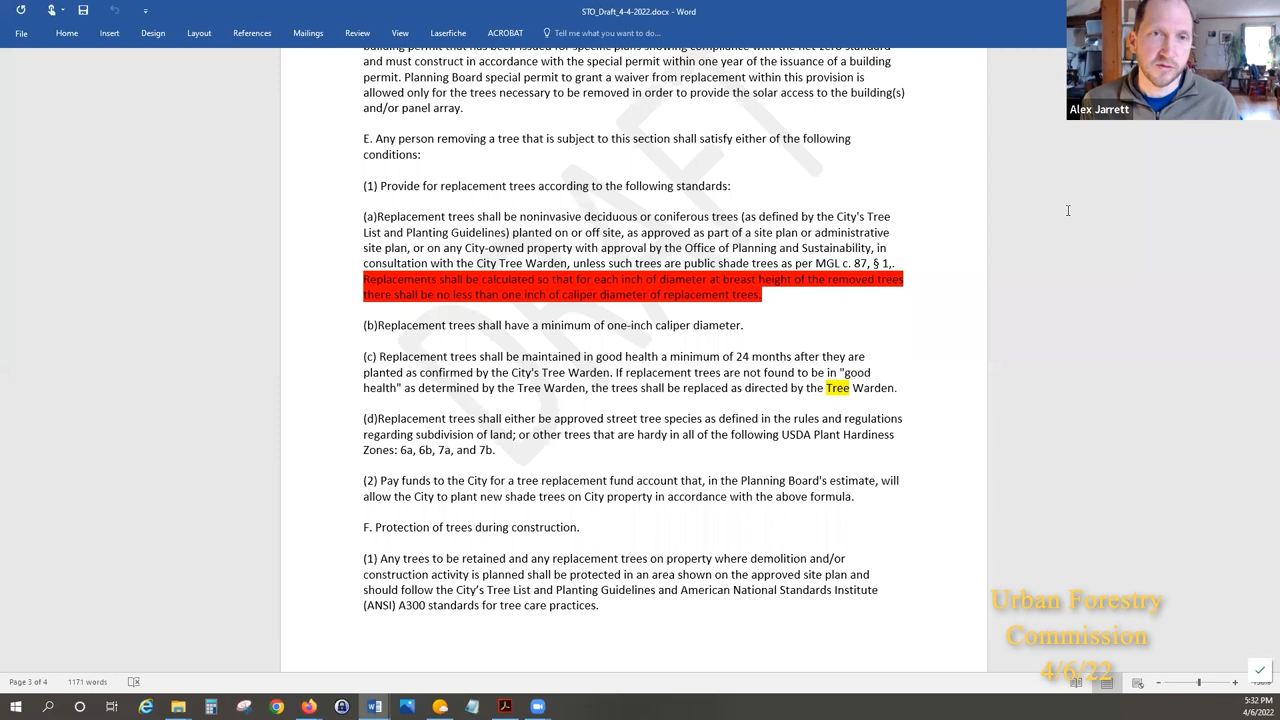 STO_Draft_4-4-2022.docx - Word
File Home Insert Design Layout References Mailings Review View Laserfiche ACROBAT Tell me what you want to do...
Alex Jarrett
building permit that has been issued for specific plans showing compliance with the net zero standard
and must construct in accordance with the special permit within one year of the issuance of a building
permit. Planning Board special permit to grant a waiver from replacement within this provision is
allowed only for the trees necessary to be removed in order to provide the solar access to the building(s)
and/or panel array.
E. Any person removing a tree that is subject to this section shall satisfy either of the following
conditions:
(1) Provide for replacement trees according to the following standards:
(a)Replacement trees shall be noninvasive deciduous or coniferous trees (as defined by the City's Tree
List and Planting Guidelines) planted on or off site, as approved as part of a site plan or administrative
site plan, or on any City-owned property with approval by the Office of Planning and Sustainability, in
consultation with the City Tree Warden, unless such trees are public shade trees as per MGL c. 87, § 1,.
Replacements shall be calculated so that for each inch of diameter at breast height of the removed trees
there shall be no less than one inch of caliper diameter of replacement trees.
(b)Replacement trees shall have a minimum of one-inch caliper diameter.
(c) Replacement trees shall be maintained in good health a minimum of 24 months after they are
planted as confirmed by the City's Tree Warden. If replacement trees are not found to be in "good
health" as determined by the Tree Warden, the trees shall be replaced as directed by the Tree Warden.
(d)Replacement trees shall either be approved street tree species as defined in the rules and regulations
regarding subdivision of land; or other trees that are hardy in all of the following USDA Plant Hardiness
Zones: 6a, 6b, 7a, and 7b.
(2) Pay funds to the City for a tree replacement fund account that, in the Planning Board's estimate, will
allow the City to plant new shade trees on City property in accordance with the above formula.
F. Protection of trees during construction.
(1) Any trees to be retained and any replacement trees on property where demolition and/or
construction activity is planned shall be protected in an area shown on the approved site plan and
should follow the City’s Tree List and Planting Guidelines and American National Standards Institute
(ANSI) A300 standards for tree care practices.
DRAFT
Urban Forestry
Commission
4/6/22
Page 3 of 4 1171 words
5:32 PM
4/6/2022